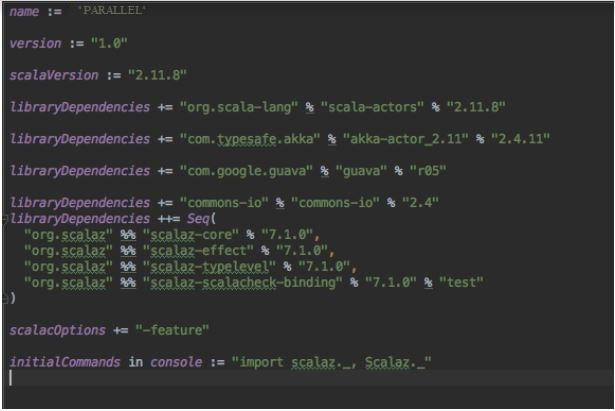 name := 'PARALLEL'
version := "1.0"
scalaVersion := "2.11.8"
libraryDependencies += "org.scala-lang" % "scala-actors" % "2.11.8"
libraryDependencies += "com.typesafe.akka" % "akka-actor_2.11" % "2.4.11"
libraryDependencies += "com.google.guava" % "guava" % "r05"
libraryDependencies += "commons-io" % "commons-io" % "2.4"
libraryDependencies ++= Seq(
"org.scalaz" %% "scalaz-core" % "7.1.0",
"org.scalaz" %% "scalaz-effect" % "7.1.0",
"org.scalaz" %% "scalaz-typelevel" % "7.1.0",
"org.scalaz" %% "scalaz-scalacheck-binding" % "7.1.0" % "test"
)
scalacOptions += "-feature"
initialCommands in console := "import scalaz._, Scalaz._"